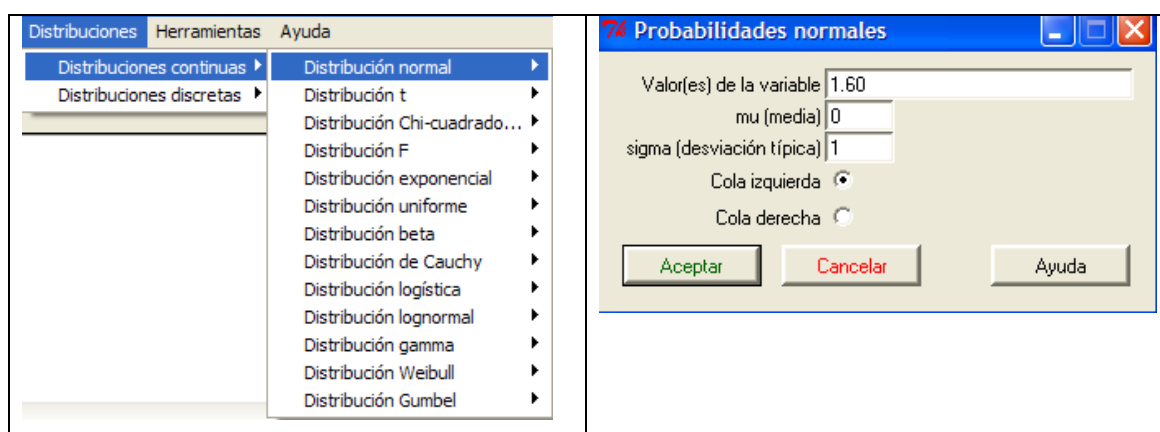 Distribuciones Herramientas Ayuda
Distribuciones continuas
Distribuciones discretas
Distribución normal
Distribución t
Distribución Chi-cuadrado...
Distribución F
Distribución exponencial
Distribución uniforme
Distribución beta
Distribución de Cauchy
Distribución logística
Distribución lognormal
Distribución gamma
Distribución Weibull
Distribución Gumbel
Probabilidades normales
Valor(es) de la variable 1.60
mu (media) 0
sigma (desviación típica) 1
Cola izquierda
Cola derecha
Aceptar Cancelar Ayuda